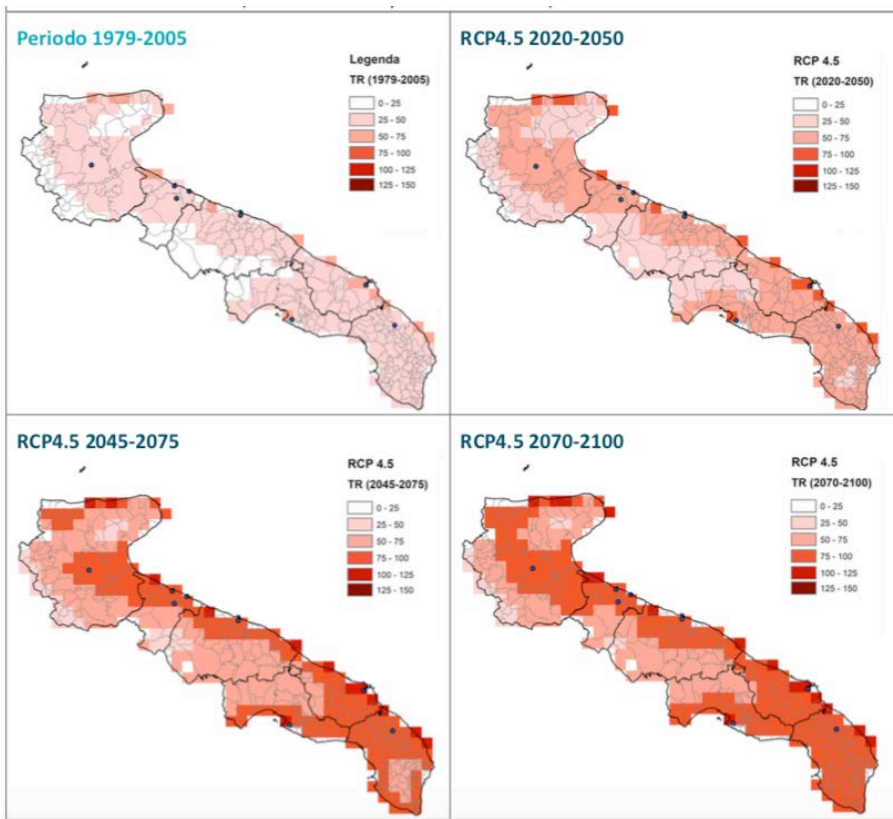 Periodo 1979-2005
Legenda
TR (1979-2005)
0 - 25
25 - 50
50 - 75
75 - 100
100 - 125
125 - 150
RCP4.5 2020-2050
RCP 4.5
TR (2020-2050)
0 - 25
25 - 50
50 - 75
75 - 100
100 - 125
125 - 150
RCP4.5 2045-2075
RCP 4.5
TR (2045-2075)
0 - 25
25 - 50
50 - 75
75 - 100
100 - 125
125 - 150
RCP4.5 2070-2100
RCP 4.5
TR (2070-2100)
0 - 25
25 - 50
50 - 75
75 - 100
100 - 125
125 - 150